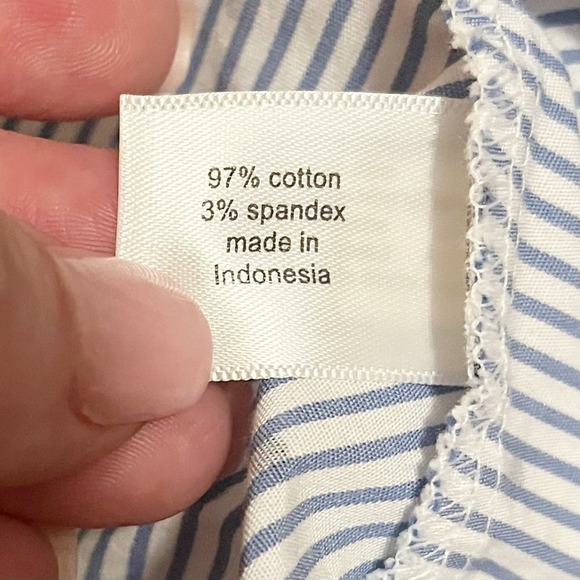 97% cotton
3% spandex
made in
Indonesia